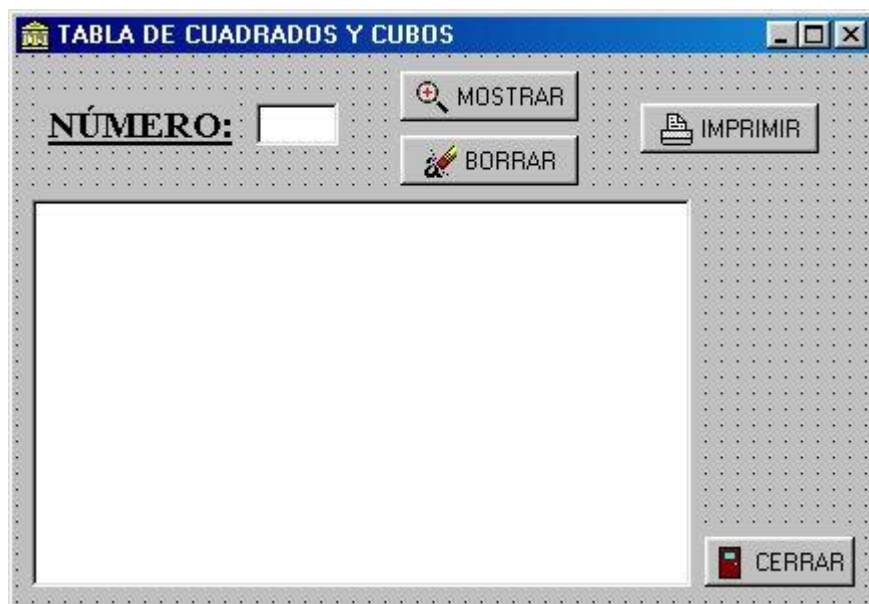 TABLA DE CUADRADOS Y CUBOS
NÚMERO:
MOSTRAR
BORRAR
IMPRIMIR
CERRAR